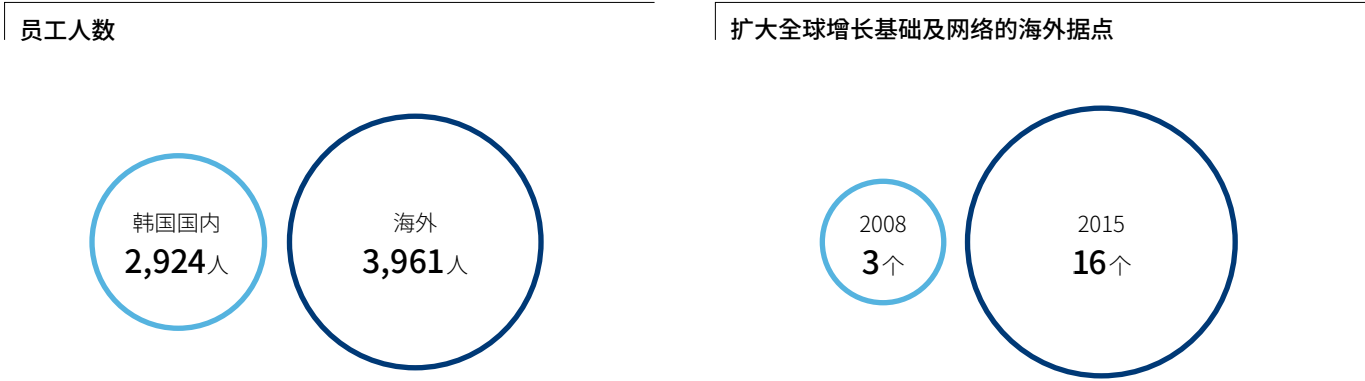 员工人数
韩国国内
2,924人
海外
3,961人
扩大全球增长基础及网络的海外据点
2008
3个
2015
16个